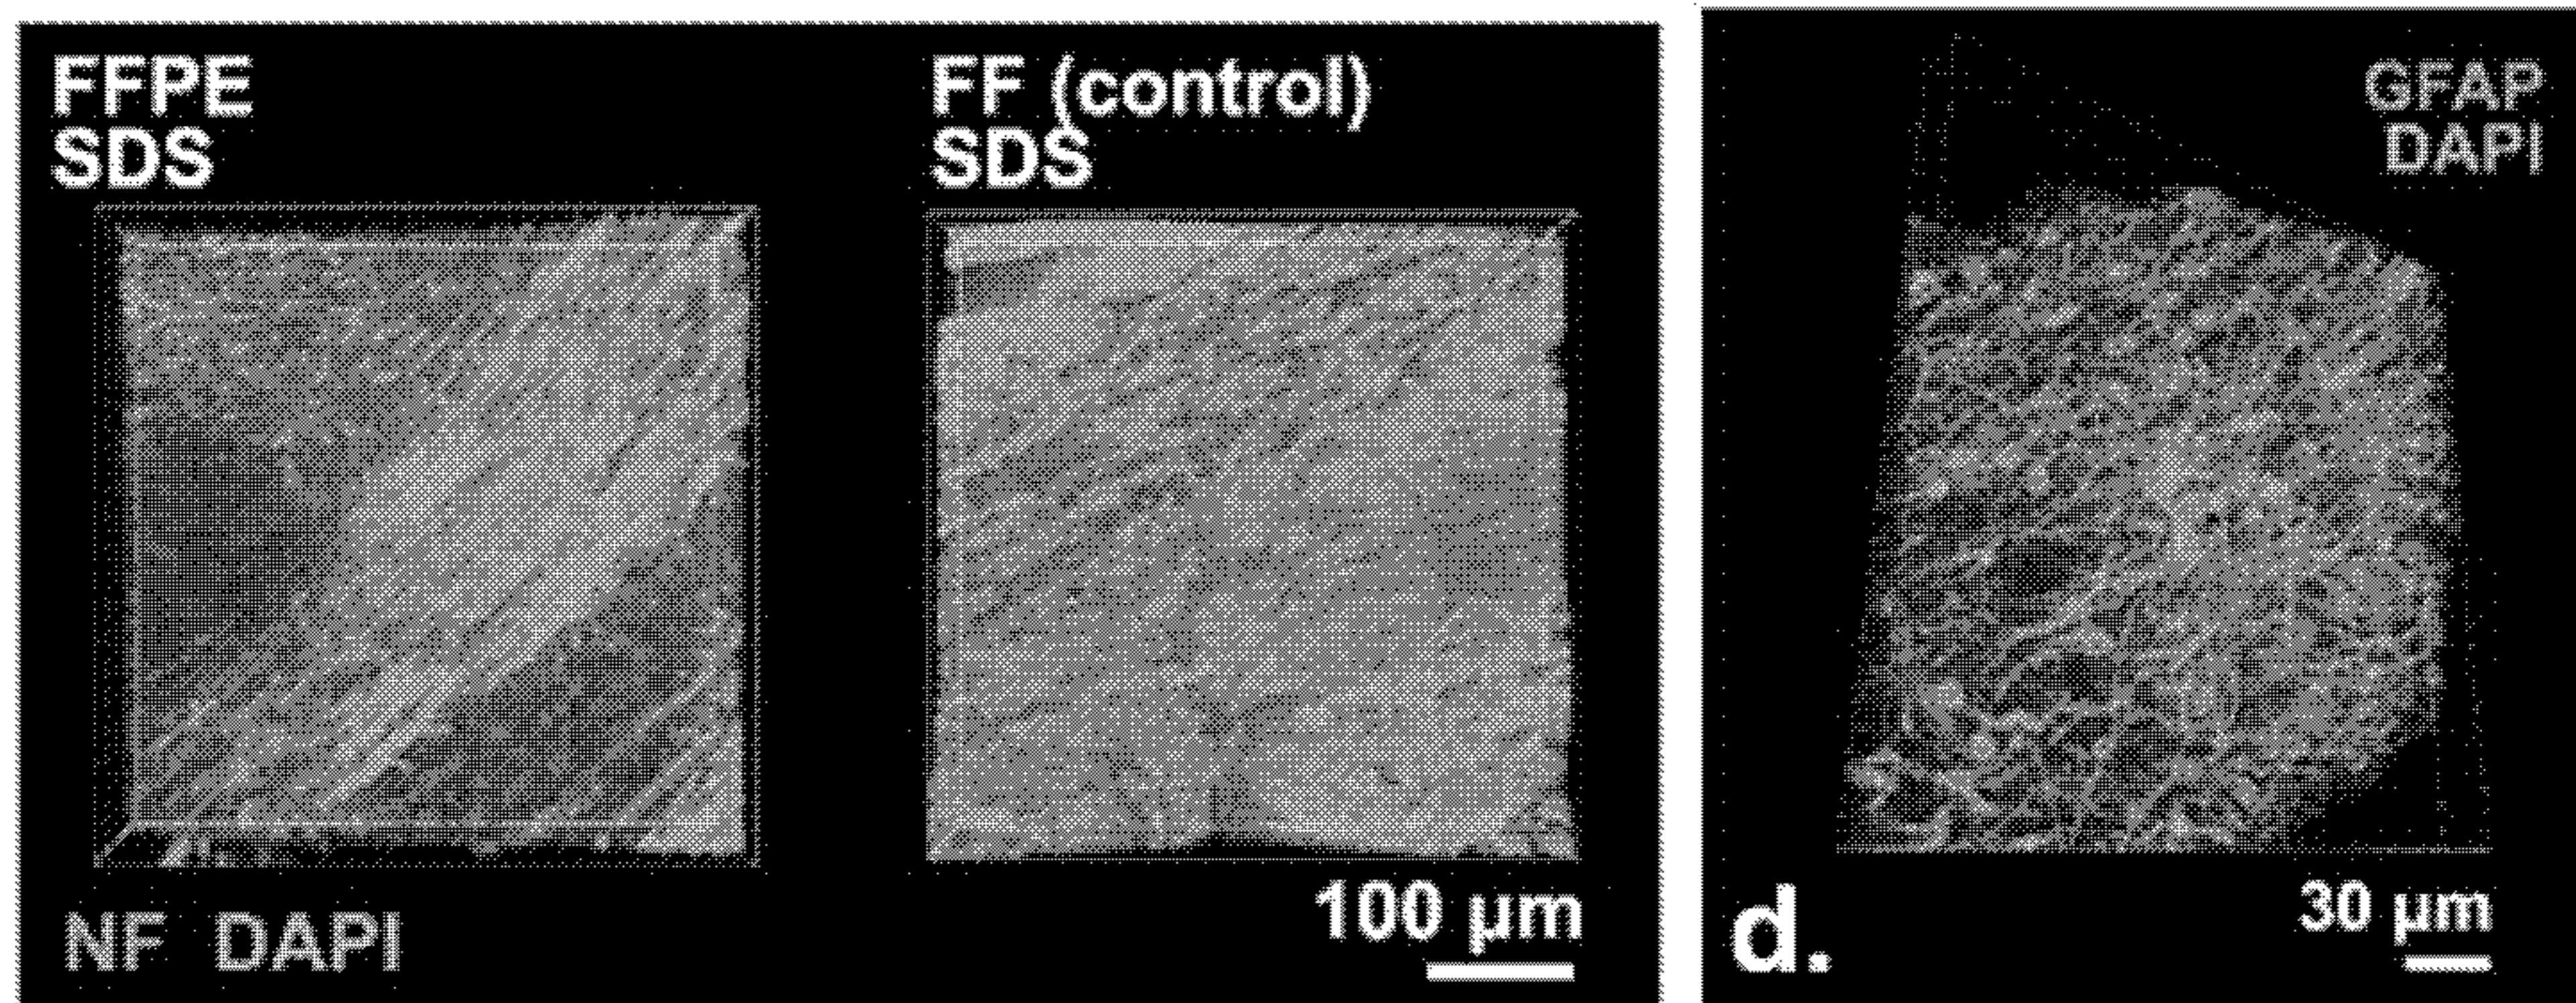 FFPE
SDS
FF (control)
SDS
NF DAPI
100 µm
GFAP
DAPI
d.
30 µm